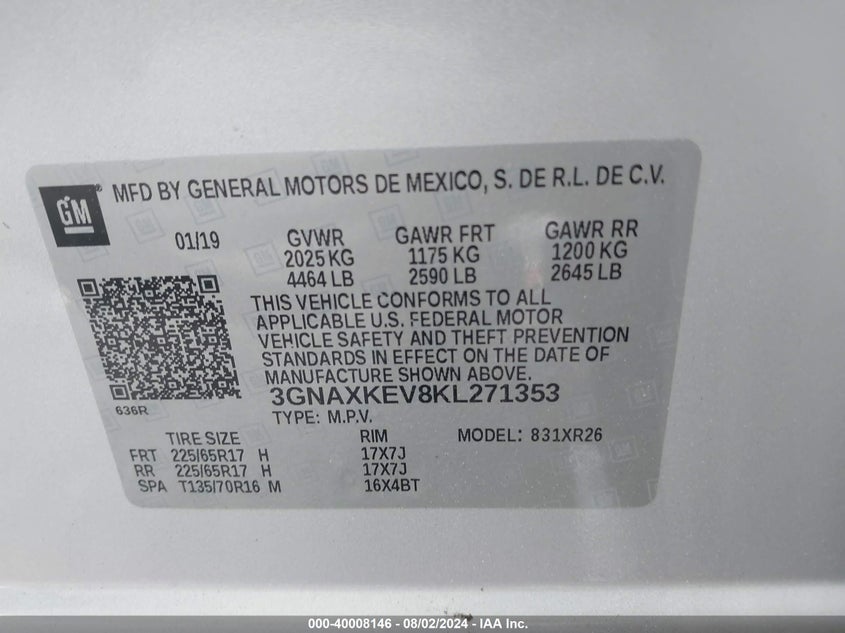 GM
MFD BY GENERAL MOTORS DE MEXICO, S. DE R.L. DE C.V.
01/19 GVWR GAWR FRT GAWR RR
2025 KG 1175 KG 1200 KG
4464 LB 2590 LB 2645 LB
THIS VEHICLE CONFORMS TO ALL
APPLICABLE U.S. FEDERAL MOTOR
VEHICLE SAFETY AND THEFT PREVENTION
STANDARDS IN EFFECT ON THE DATE OF
MANUFACTURE SHOWN ABOVE.
3GNAXKEV8KL271353
636R
TYPE: M.P.V.
TIRE SIZE RIM MODEL: 831XR26
FRT 225/65R17 H 17X7J
RR 225/65R17 H 17X7J
SPA T135/70R16 M 16X4BT
000-40008146 - 08/02/2024 - IAA Inc.